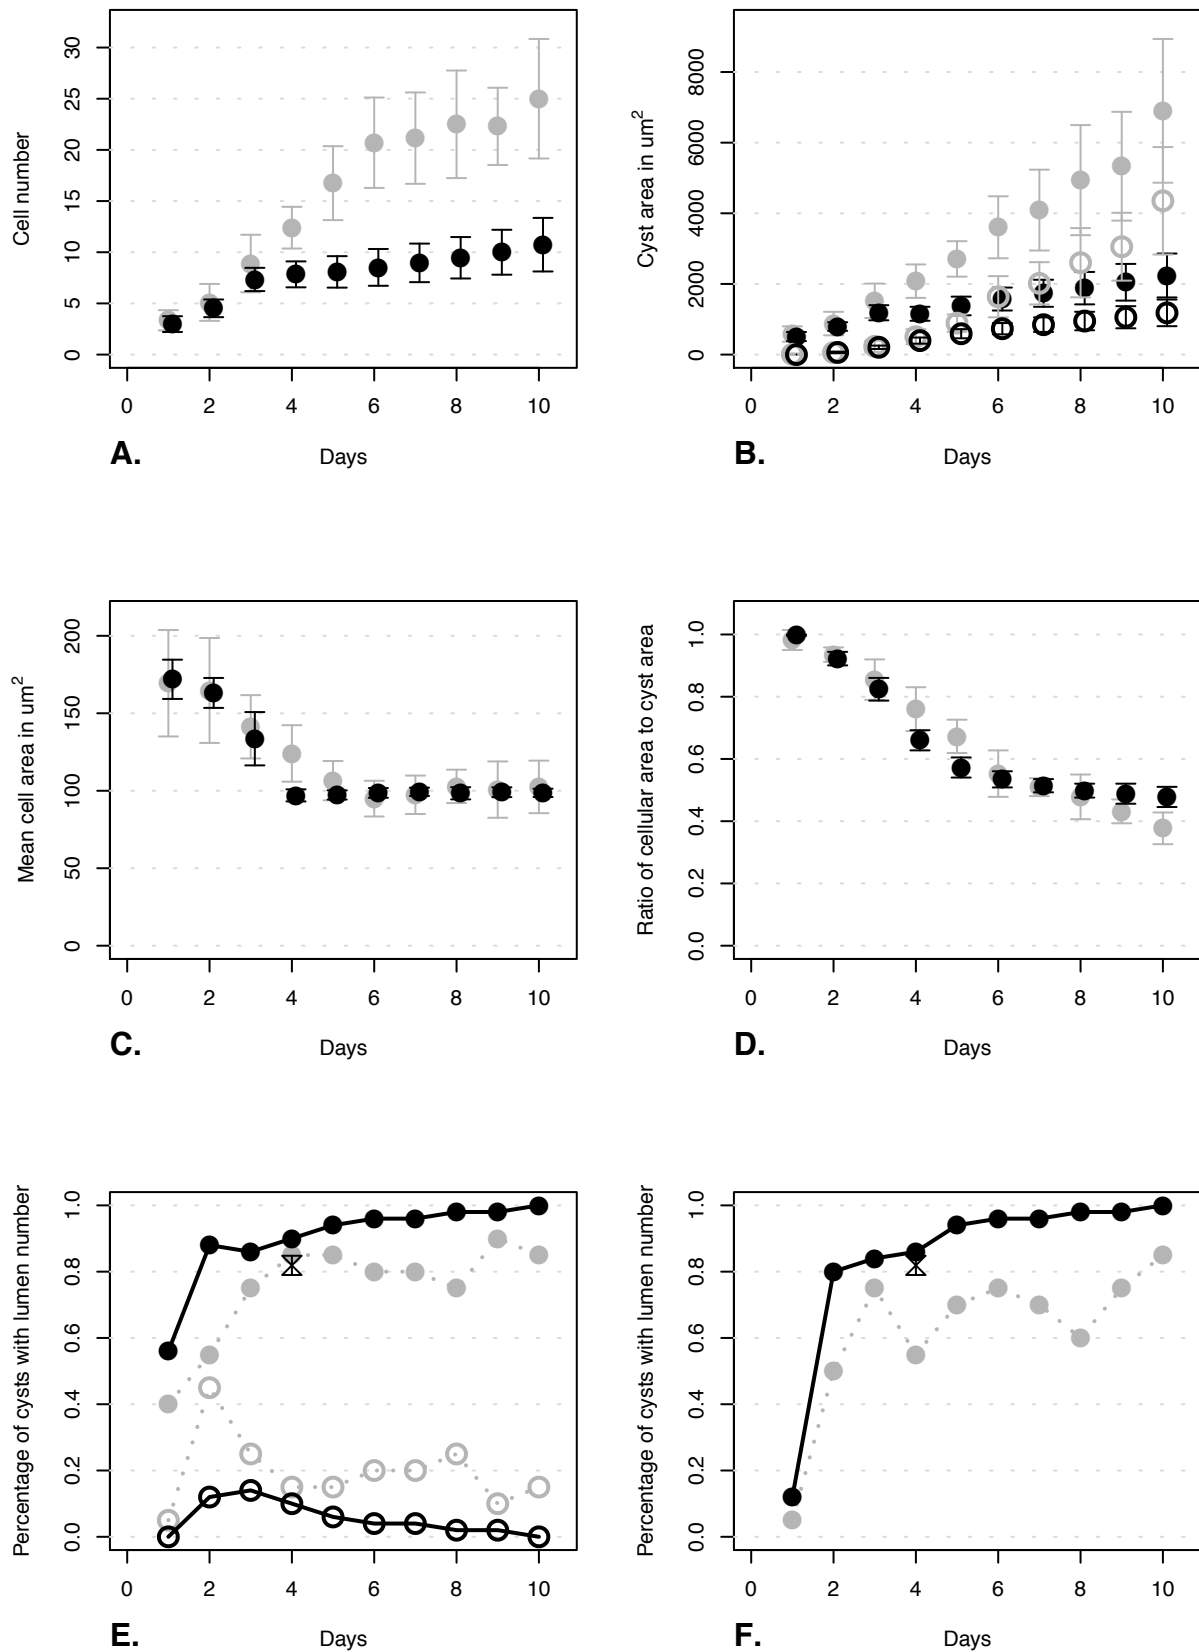 Cell number
30
25
20
15
10
5
0
0 2 4 6 8 10
A. Days
Cyst area in um2
8000
6000
4000
2000
0
0 2 4 6 8 10
B. Days
Mean cell area in um2
200
150
100
50
0
0 2 4 6 8 10
C. Days
Ratio of cellular area to cyst area
1.0
0.8
0.6
0.4
0.2
0.0
0 2 4 6 8 10
D. Days
Percentage of cysts with lumen number
1.0
0.8
0.6
0.4
0.2
0.0
0 2 4 6 8 10
E. Days
Percentage of cysts with lumen number
1.0
0.8
0.6
0.4
0.2
0.0
0 2 4 6 8 10
F. Days